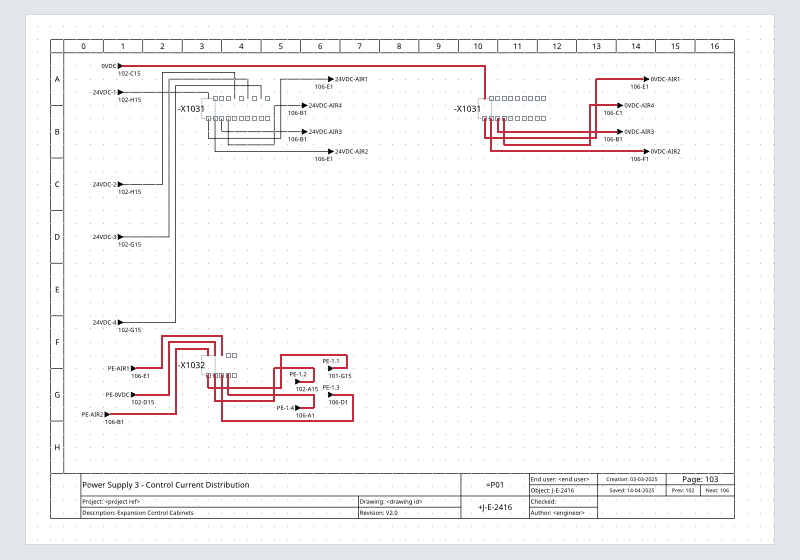 0 1 2 3 4 5 6 7 8 9 10 11 12 13 14 15 16
A
B
C
D
E
F
G
H
0VDC
102-C15
24VDC-1
102-H15
-X1031
24VDC-AIR1
106-E1
24VDC-AIR4
106-B1
24VDC-AIR3
106-B1
24VDC-AIR2
106-E1
-X1031
0VDC-AIR1
106-E1
0VDC-AIR4
106-C1
0VDC-AIR3
106-B1
0VDC-AIR2
106-F1
24VDC-2
102-H15
24VDC-3
102-G15
24VDC-4
102-G15
-X1032
PE-AIR1
106-E1
PE-0VDC
102-D15
PE-AIR2
106-B1
PE-1.1
101-G15
PE-1.2
102-A15
PE-1.3
106-D1
PE-1.4
106-A1
Power Supply 3 - Control Current Distribution
Project: <project ref>
Drawing: <drawing id>
Description: Expansion Control Cabinets
Revision: V2.0
=P01
+J-E-2416
End user: <end user>
Object: J-E-2416
Checked:
Author: <engineer>
Creation: 03-03-2025
Saved: 14-04-2025
Page: 103
Prev: 102
Next: 106